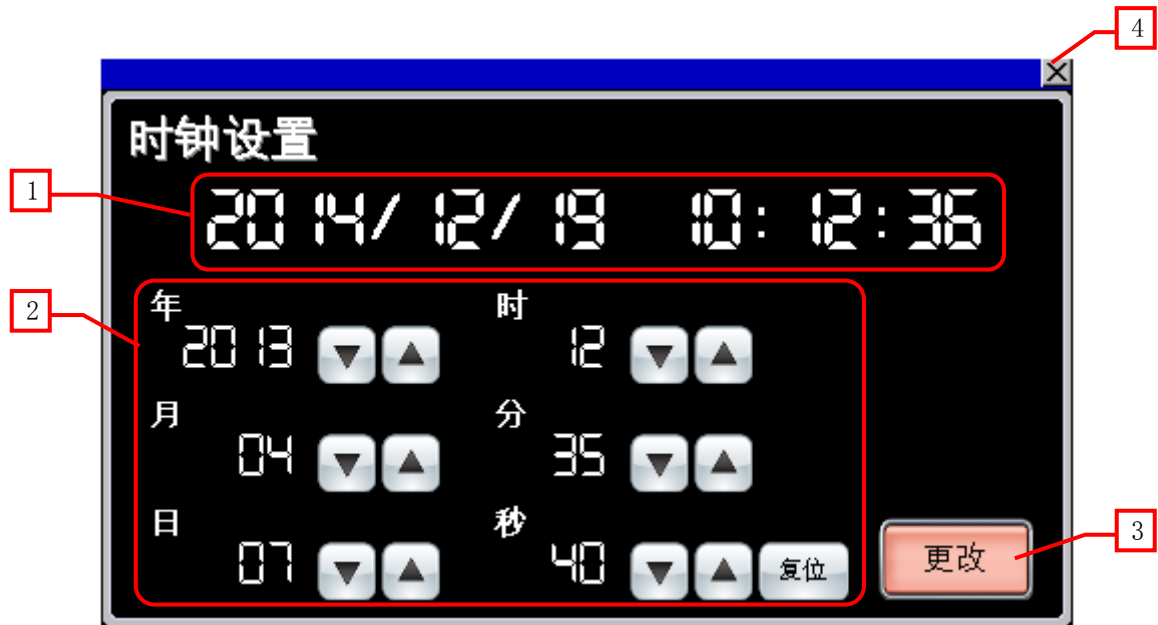 4
时钟设置
1
2014/12/19 10:12:36
2
年 时
2013 ▼ ▲ 12 ▼ ▲
月 分
04 ▼ ▲ 35 ▼ ▲
日 秒
07 ▼ ▲ 40 ▼ ▲ 复位
更改
3